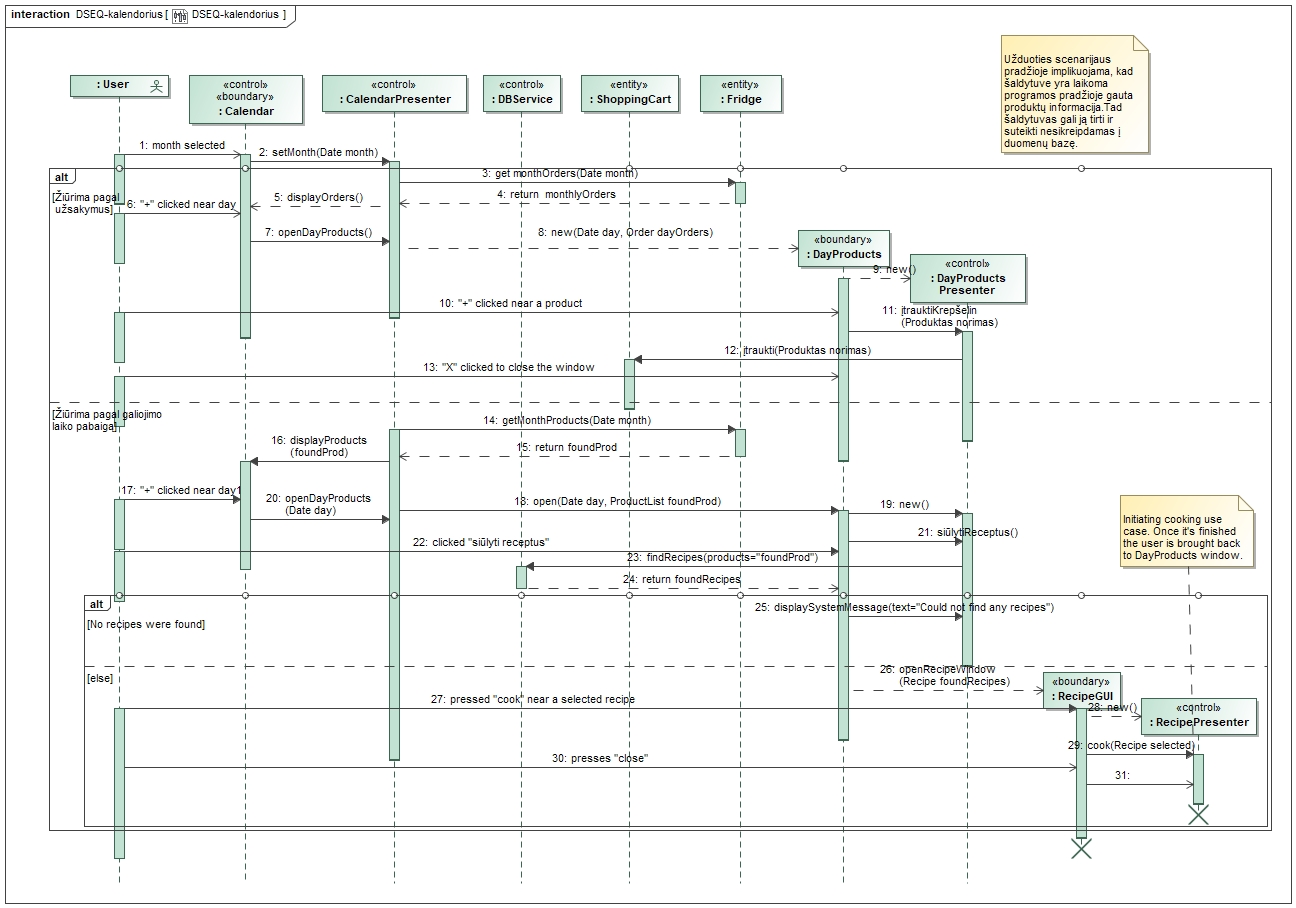 interaction DSEQ-kalendorius [ DSEQ-kalendorius ]
Užduoties scenarijaus
pradžioje implikuojama, kad
šaldytuve yra laikoma
programos pradžioje gauta
produktų informacija.Tad
šaldytuvas gali ją tirti ir
suteikti nesikreipdamas į
duomenų bazę.
: User
«control»
«boundary»
: Calendar
«control»
: CalendarPresenter
«control»
: DBService
«entity»
: ShoppingCart
«entity»
: Fridge
1: month selected
2: setMonth(Date month)
alt
3: get monthOrders(Date month)
[Žiūrima pagal
užsakymus]
4: return monthlyOrders
5: displayOrders()
6: "+" clicked near day
7: openDayProducts()
8: new(Date day, Order dayOrders)
«boundary»
: DayProducts
9: new()
«control»
: DayProducts
Presenter
10: "+" clicked near a product
11: įtrauktiKrepšelin
(Produktas norimas)
12: įtraukti(Produktas norimas)
13: "X" clicked to close the window
[Žiūrima pagal galiojimo
laiko pabaigą]
14: getMonthProducts(Date month)
15: return foundProd
16: displayProducts
(foundProd)
17: "+" clicked near day1
18: open(Date day, ProductList foundProd)
19: new()
20: openDayProducts
(Date day)
21: siūlytiReceptus()
22: clicked "siūlyti receptus"
23: findRecipes(products="foundProd")
24: return foundRecipes
Initiating cooking use
case. Once it's finished
the user is brought back
to DayProducts window.
alt
25: displaySystemMessage(text="Could not find any recipes")
[No recipes were found]
[else]
26: openRecipeWindow
(Recipe foundRecipes)
«boundary»
: RecipeGUI
27: pressed "cook" near a selected recipe
28: new()
«control»
: RecipePresenter
29: cook(Recipe selected)
30: presses "close"
31: